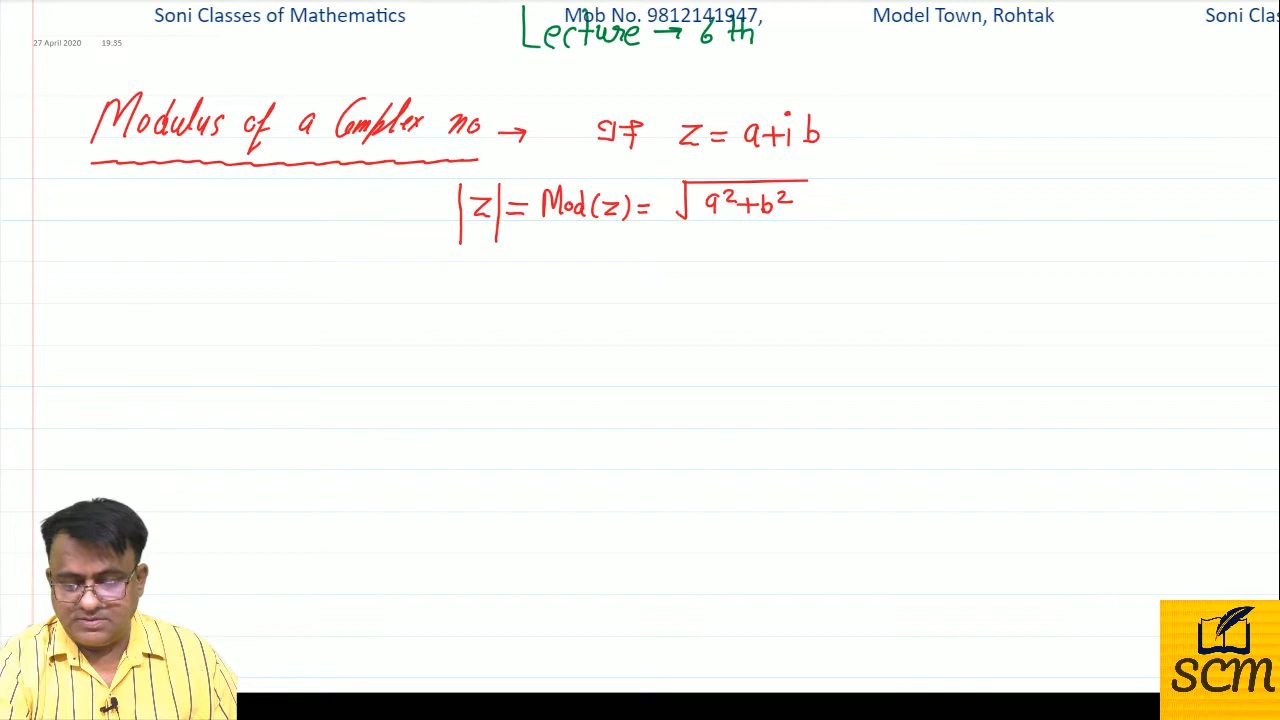 Soni Classes of Mathematics Mob No. 9812141947, Model Town, Rohtak Soni Clas
Lecture → 6 th
27 April 2020 19:35
Modulus of a Complex no → If z = a+i b
|z| = Mod(z) = √a²+b²
SCM